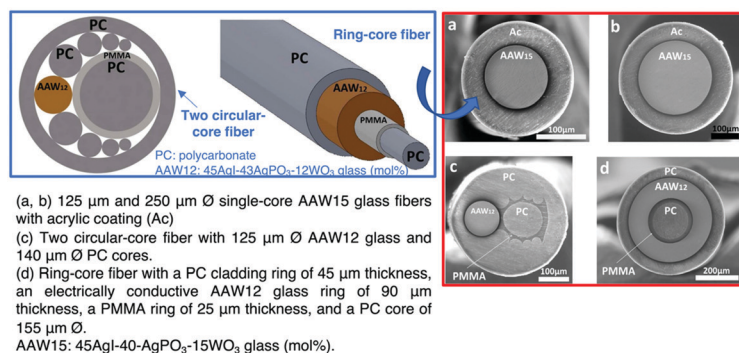 PC
PMMA
PC
PC
AAW12
Two circular-
core fiber
PC: polycarbonate
AAW12: 45AgI-43AgPO3-12WO3 glass (mol%)
PC
AAW12
PMMA
PC
Ring-core fiber
a
Ac
AAW15
100µm
b
Ac
AAW15
100µm
c
PC
AAW12
PC
PMMA
100µm
d
PC
AAW12
PC
PMMA
200µm
(a, b) 125 µm and 250 µm Ø single-core AAW15 glass fibers
with acrylic coating (Ac)
(c) Two circular-core fiber with 125 µm Ø AAW12 glass and
140 µm Ø PC cores.
(d) Ring-core fiber with a PC cladding ring of 45 µm thickness,
an electrically conductive AAW12 glass ring of 90 µm
thickness, a PMMA ring of 25 µm thickness, and a PC core of
155 µm Ø.
AAW15: 45AgI-40-AgPO3-15WO3 glass (mol%).